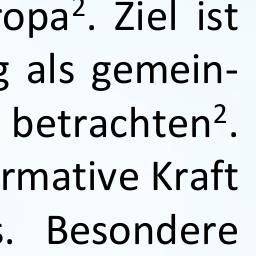 ropa². Ziel ist
g als gemein-
betrachten².
rmative Kraft
s. Besondere